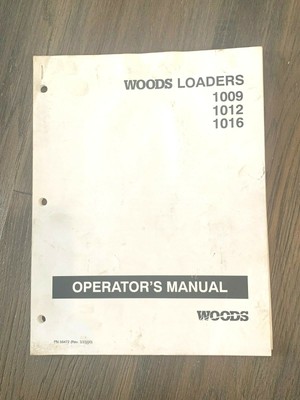 WOODS LOADERS
1009
1012
1016
OPERATOR'S MANUAL
WOODS